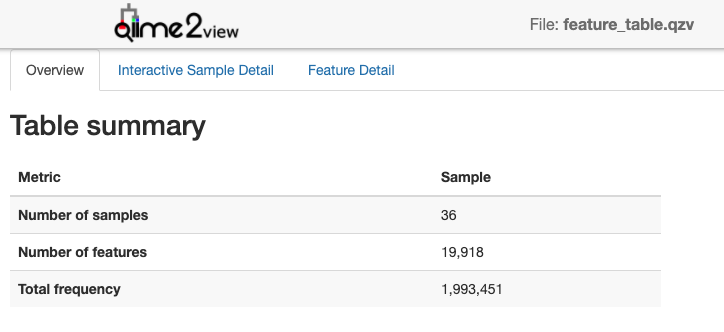 qiime2view File: feature_table.qzv
Overview Interactive Sample Detail Feature Detail
Table summary
Metric Sample
Number of samples 36
Number of features 19,918
Total frequency 1,993,451